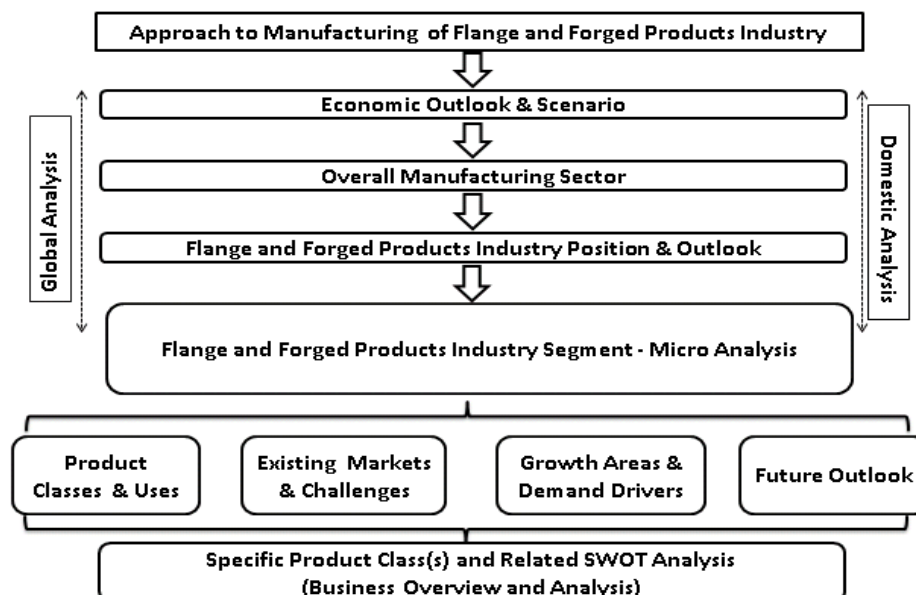 Approach to Manufacturing of Flange and Forged Products Industry
Economic Outlook & Scenario
Global Analysis
Domestic Analysis
Overall Manufacturing Sector
Flange and Forged Products Industry Position & Outlook
Flange and Forged Products Industry Segment - Micro Analysis
Product
Classes & Uses
Existing Markets
& Challenges
Growth Areas &
Demand Drivers
Future Outlook
Specific Product Class(s) and Related SWOT Analysis
(Business Overview and Analysis)